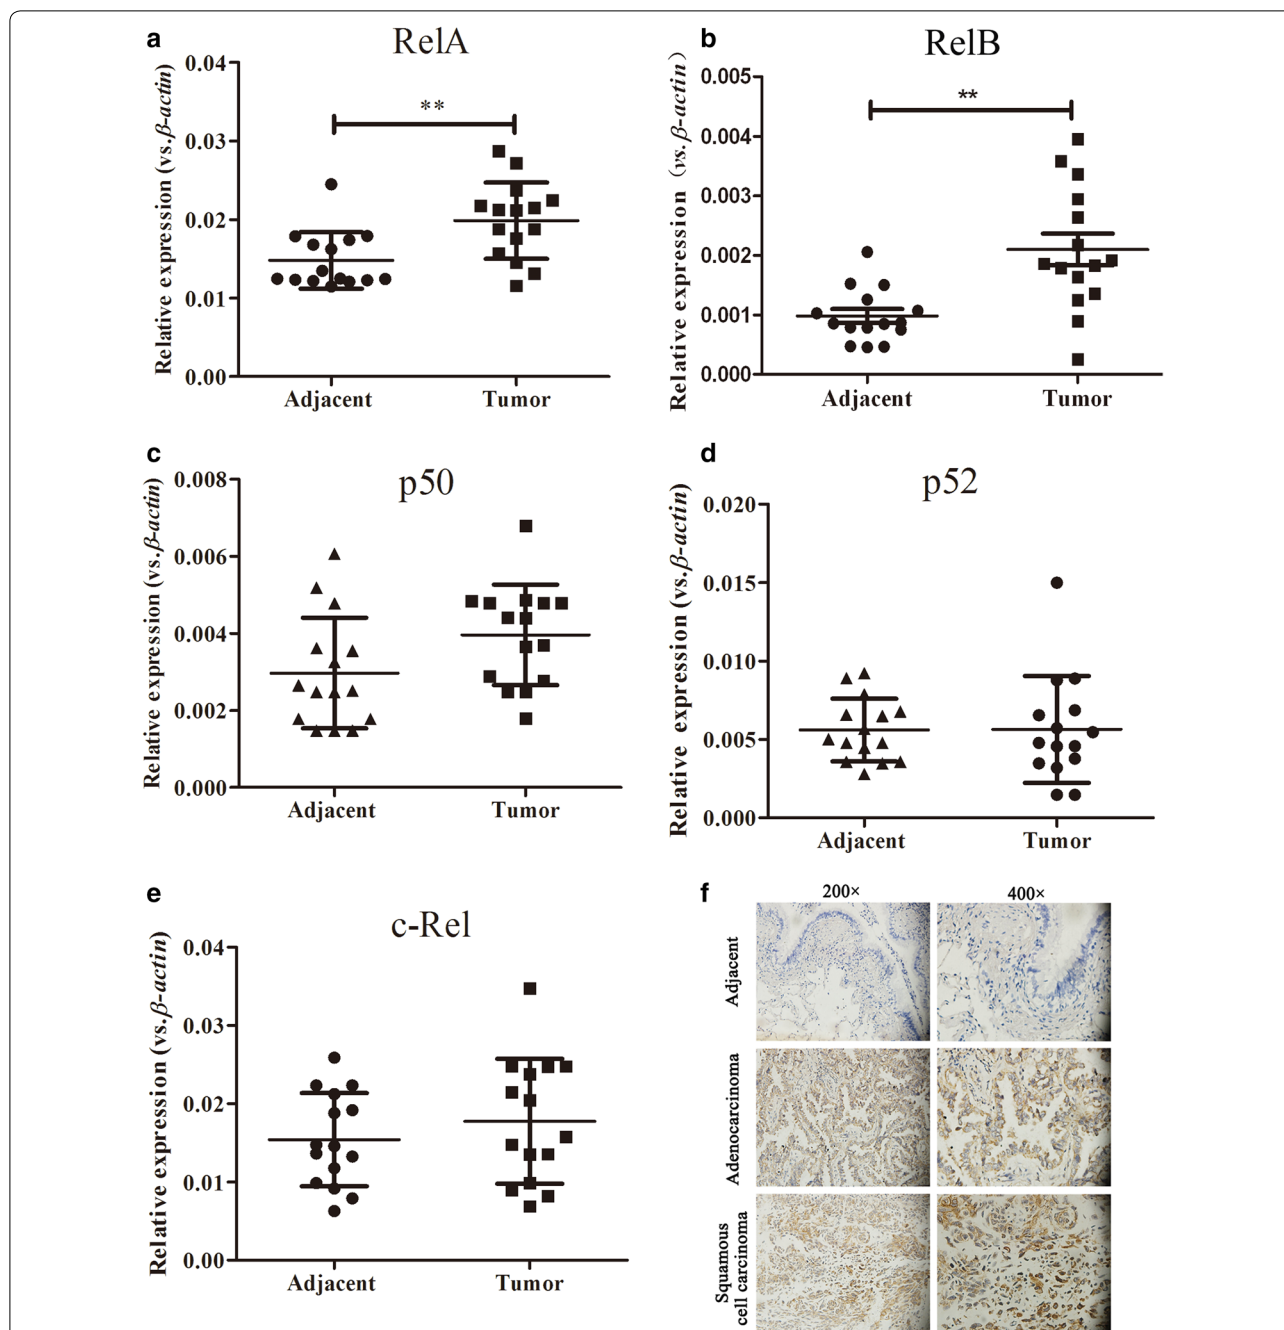 a
RelA
Relative expression (vs.β-actin)
0.04
0.03
0.02
0.01
0.00
**
Adjacent
Tumor
b
RelB
Relative expression (vs.β-actin)
0.005
0.004
0.003
0.002
0.001
0.000
**
Adjacent
Tumor
c
p50
Relative expression (vs.β-actin)
0.008
0.006
0.004
0.002
0.000
Adjacent
Tumor
d
p52
Relative expression (vs.β-actin)
0.020
0.015
0.010
0.005
0.000
Adjacent
Tumor
e
c-Rel
Relative expression (vs.β-actin)
0.04
0.03
0.02
0.01
0.00
Adjacent
Tumor
f
200×
400×
Adjacent
Adenocarcinoma
Squamous
cell carcinoma